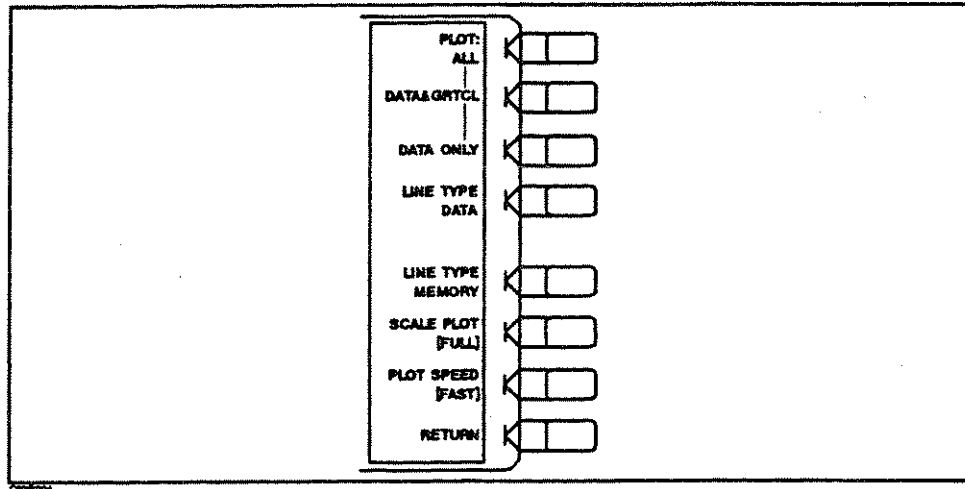 PLOT:
ALL
DATA&GRTCL
DATA ONLY
LINE TYPE
DATA
LINE TYPE
MEMORY
SCALE PLOT
[FULL]
PLOT SPEED
[FAST]
RETURN